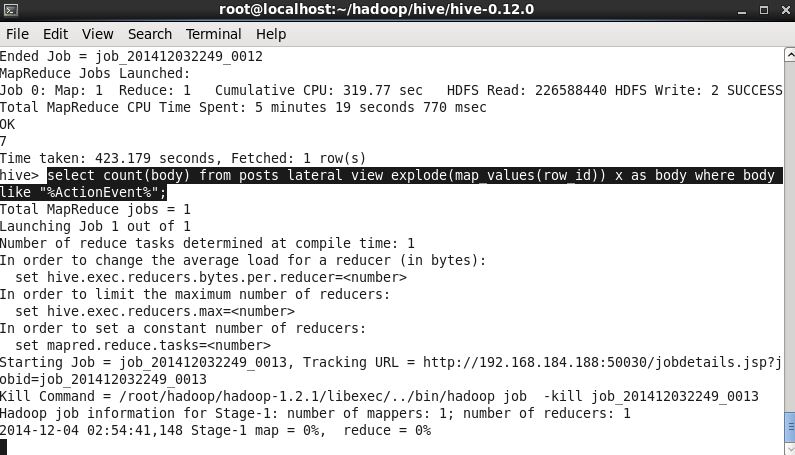 root@localhost:~/hadoop/hive/hive-0.12.0
File Edit View Search Terminal Help
Ended Job = job_201412032249_0012
MapReduce Jobs Launched:
Job 0: Map: 1  Reduce: 1   Cumulative CPU: 319.77 sec   HDFS Read: 226588440 HDFS Write: 2 SUCCESS
Total MapReduce CPU Time Spent: 5 minutes 19 seconds 770 msec
OK
7
Time taken: 423.179 seconds, Fetched: 1 row(s)
hive> select count(body) from posts lateral view explode(map_values(row_id)) x as body where body
like "%ActionEvent%";
Total MapReduce jobs = 1
Launching Job 1 out of 1
Number of reduce tasks determined at compile time: 1
In order to change the average load for a reducer (in bytes):
  set hive.exec.reducers.bytes.per.reducer=<number>
In order to limit the maximum number of reducers:
  set hive.exec.reducers.max=<number>
In order to set a constant number of reducers:
  set mapred.reduce.tasks=<number>
Starting Job = job_201412032249_0013, Tracking URL = http://192.168.184.188:50030/jobdetails.jsp?j
obid=job_201412032249_0013
Kill Command = /root/hadoop/hadoop-1.2.1/libexec/../bin/hadoop job  -kill job_201412032249_0013
Hadoop job information for Stage-1: number of mappers: 1; number of reducers: 1
2014-12-04 02:54:41,148 Stage-1 map = 0%,  reduce = 0%